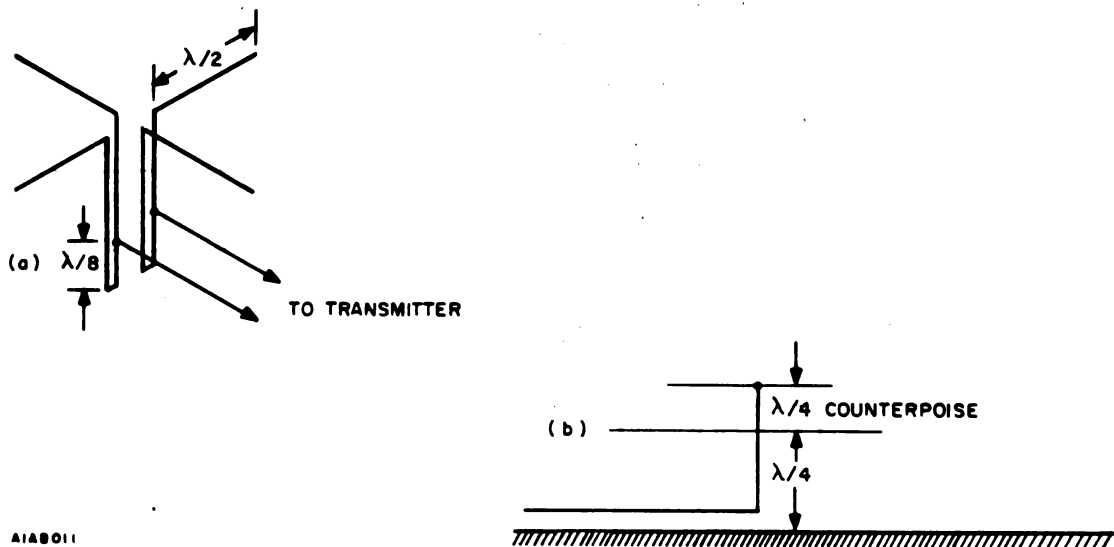 λ/2
(a) λ/8
TO TRANSMITTER
λ/4 COUNTERPOISE
(b)
λ/4
A1AB011